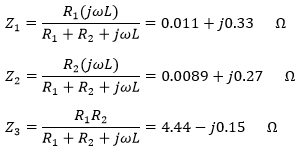 Z₁ = R₁(jωL) / (R₁ + R₂ + jωL) = 0.011 + j0.33 Ω
Z₂ = R₂(jωL) / (R₁ + R₂ + jωL) = 0.0089 + j0.27 Ω
Z₃ = R₁R₂ / (R₁ + R₂ + jωL) = 4.44 − j0.15 Ω